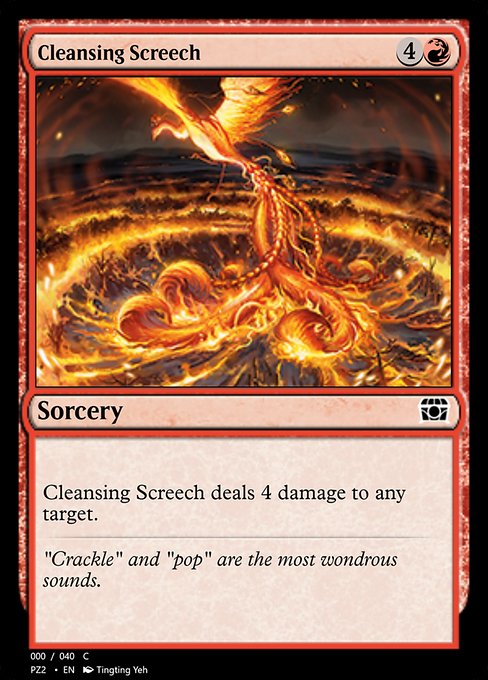 Cleansing Screech 4
Sorcery
Cleansing Screech deals 4 damage to any
target.
"Crackle" and "pop" are the most wondrous
sounds.
000 / 040 C
PZ2 • EN Tingting Yeh